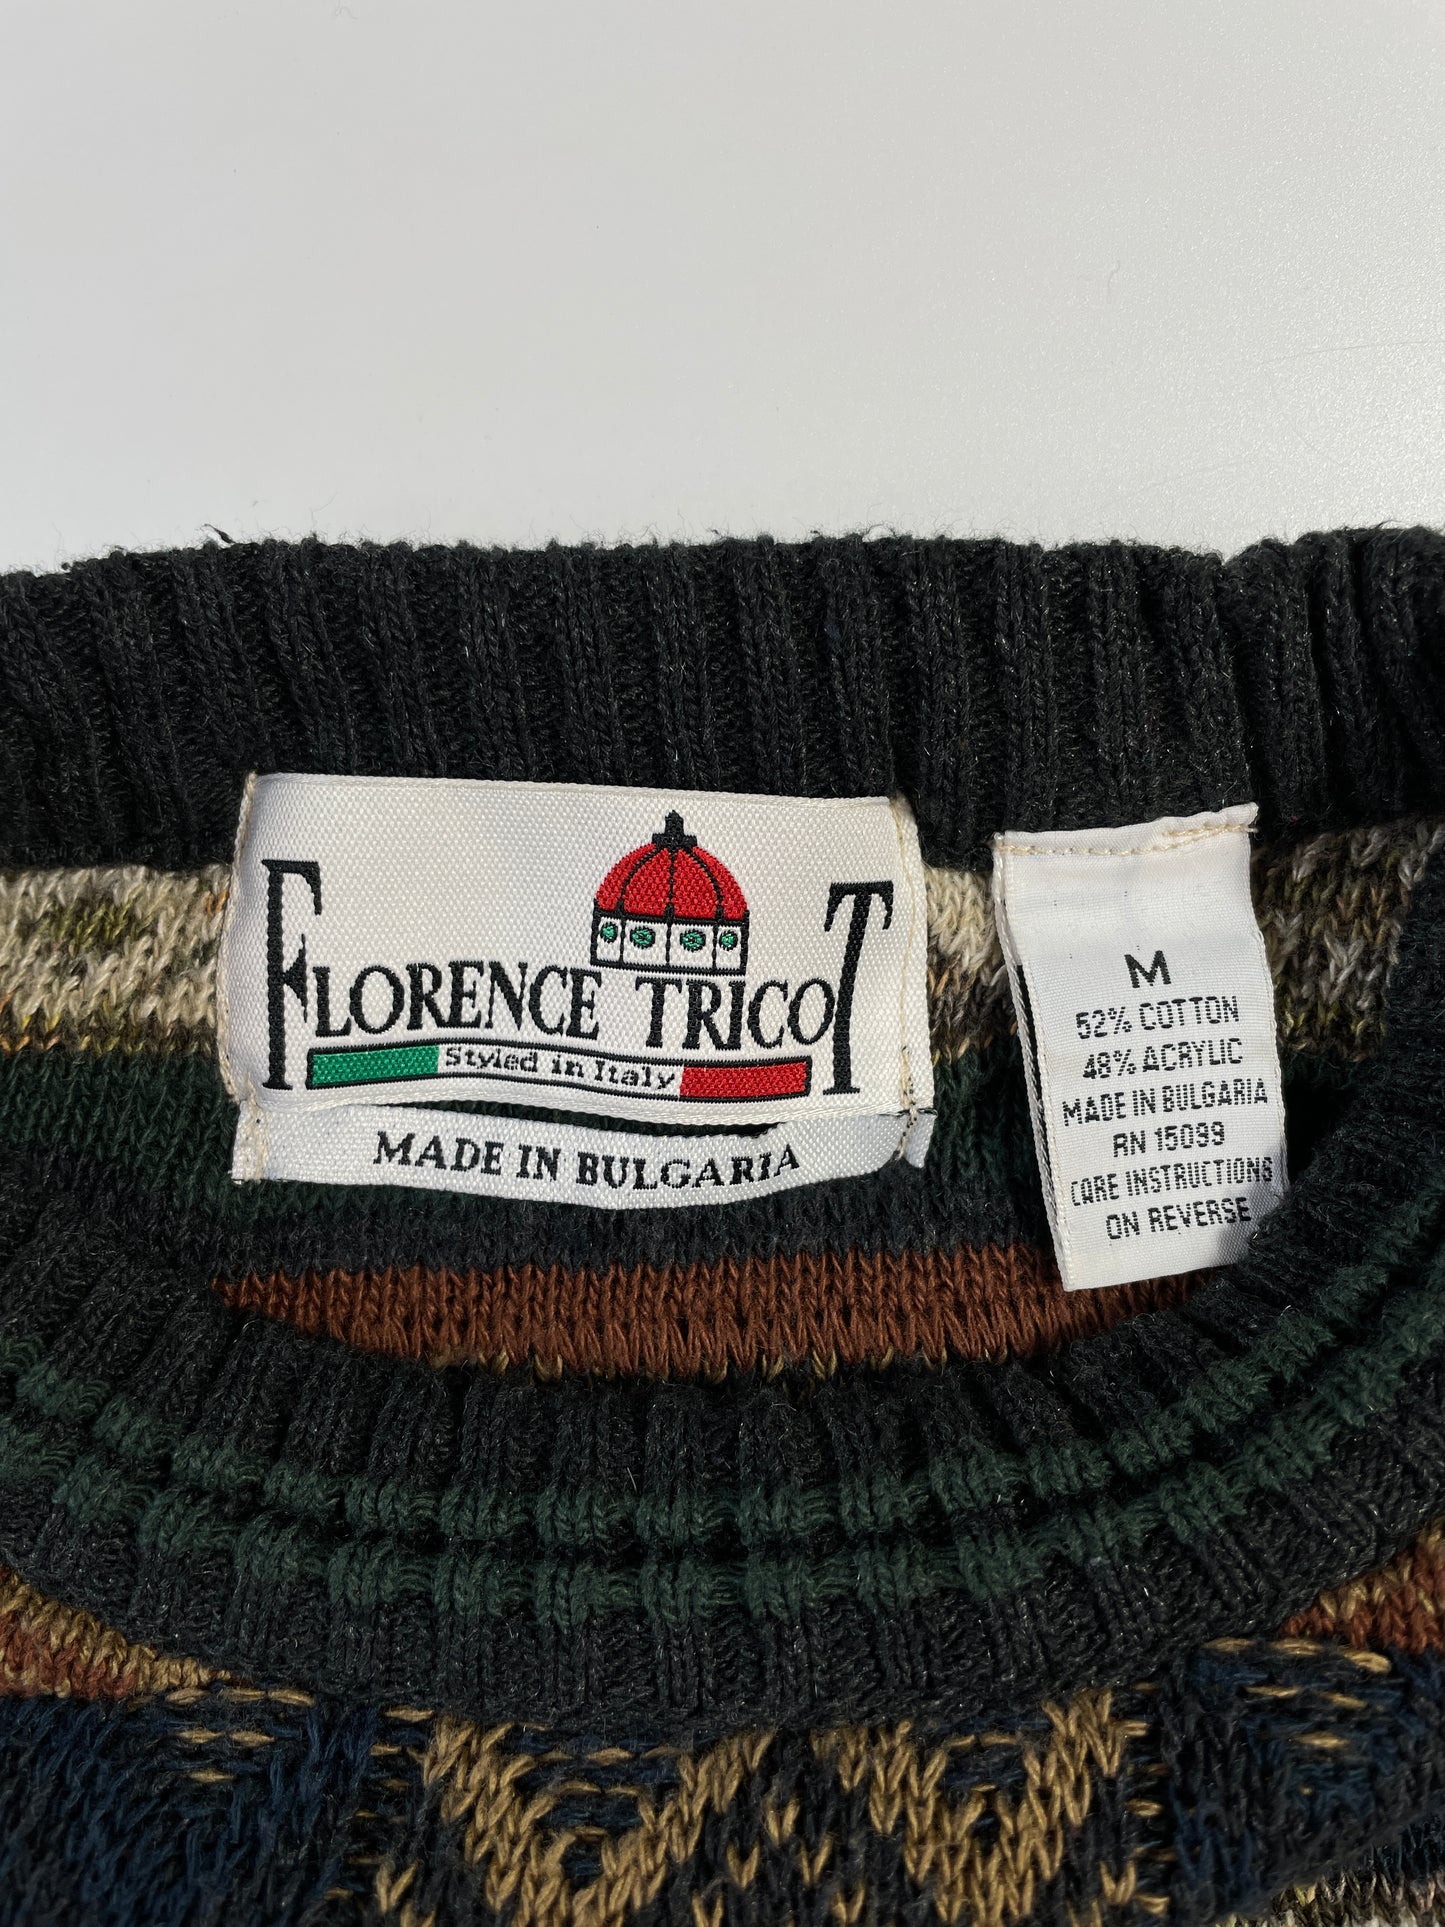 FLORENCE TRICOT
Styled in Italy
MADE IN BULGARIA
M
52% COTTON
48% ACRYLIC
MADE IN BULGARIA
RN 15099
CARE INSTRUCTIONS
ON REVERSE